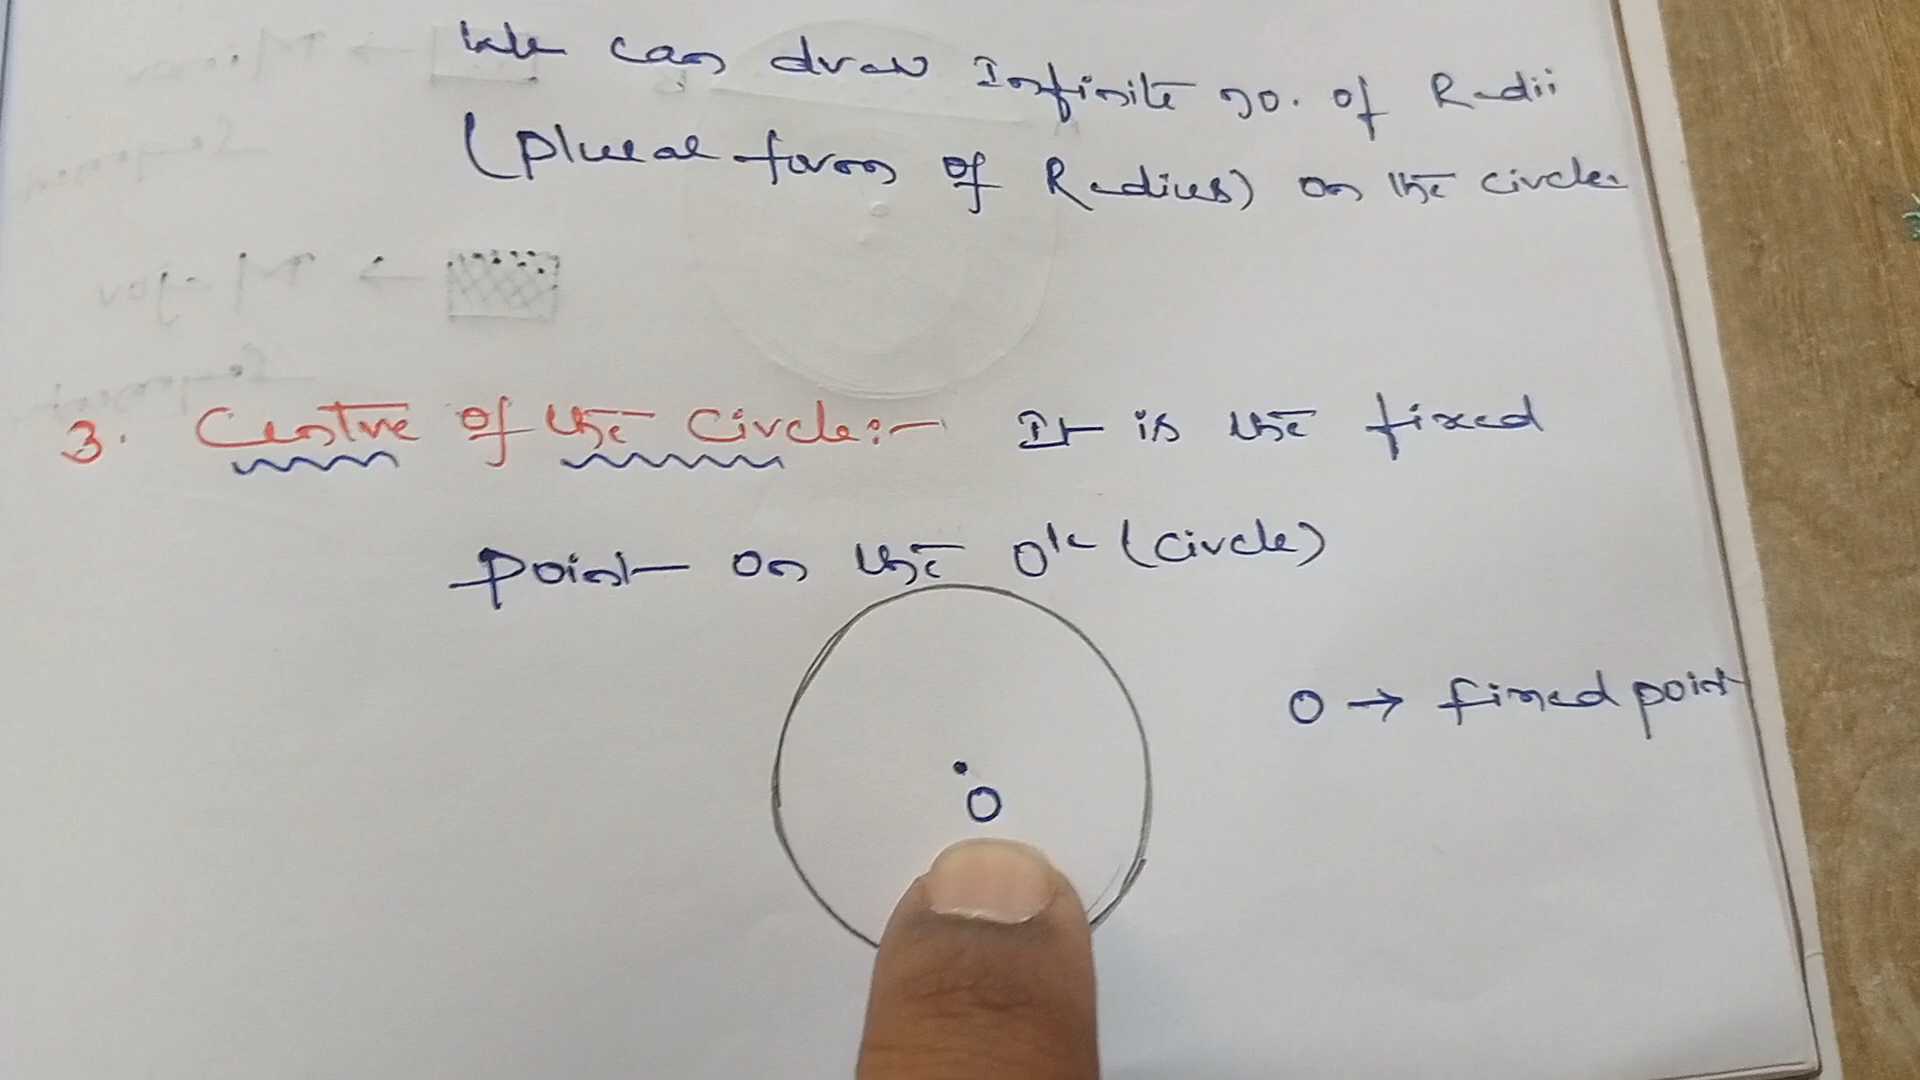 We can draw Infinite no. of Radii
(plural form of Radius) on the circle.
3. Centre of the Circle:- It is the fixed
point on the Olc (circle)
O → fixed point
O